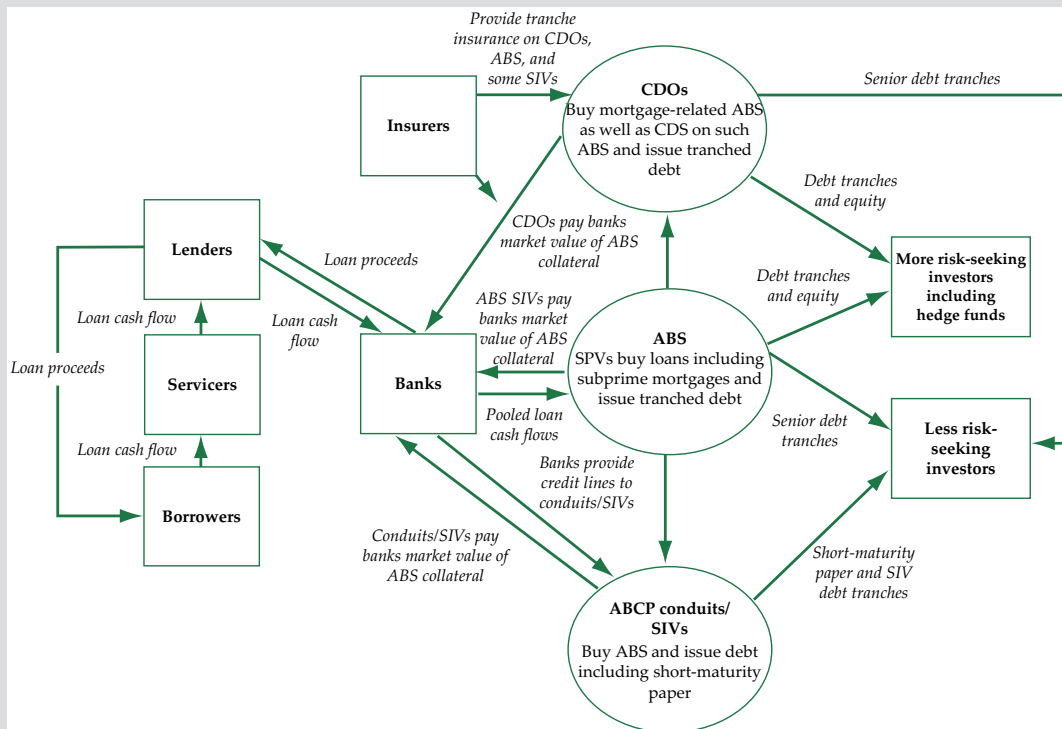 Provide tranche
insurance on CDOs,
ABS, and
some SIVs
Insurers
CDOs
Buy mortgage-related ABS
as well as CDS on such
ABS and issue tranched
debt
Senior debt tranches
Debt tranches
and equity
CDOs pay banks
market value of ABS
collateral
Lenders
Loan proceeds
Loan cash
flow
Loan cash flow
Servicers
Loan cash flow
Borrowers
Loan proceeds
ABS SIVs pay
banks market
value of ABS
collateral
Banks
Pooled loan
cash flows
ABS
SPVs buy loans including
subprime mortgages and
issue tranched debt
Debt tranches
and equity
More risk-seeking
investors
including
hedge funds
Senior debt
tranches
Less risk-
seeking
investors
Banks provide
credit lines to
conduits/SIVs
Conduits/SIVs pay
banks market value of
ABS collateral
Short-maturity
paper and SIV
debt tranches
ABCP conduits/
SIVs
Buy ABS and issue debt
including short-maturity
paper